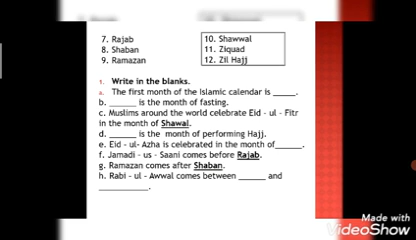 7. Rajab
8. Shaban
9. Ramazan
10. Shawwal
11. Ziquad
12. Zil Hajj
1. Write in the blanks.
a. The first month of the Islamic calendar is _____.
b. ______ is the month of fasting.
c. Muslims around the world celebrate Eid - ul - Fitr
in the month of Shawal.
d. ______ is the month of performing Hajj.
e. Eid - ul- Azha is celebrated in the month of______.
f. Jamadi - us - Saani comes before Rajab.
g. Ramazan comes after Shaban.
h. Rabi - ul - Awwal comes between ______ and
___________.
Made with
VideoShow